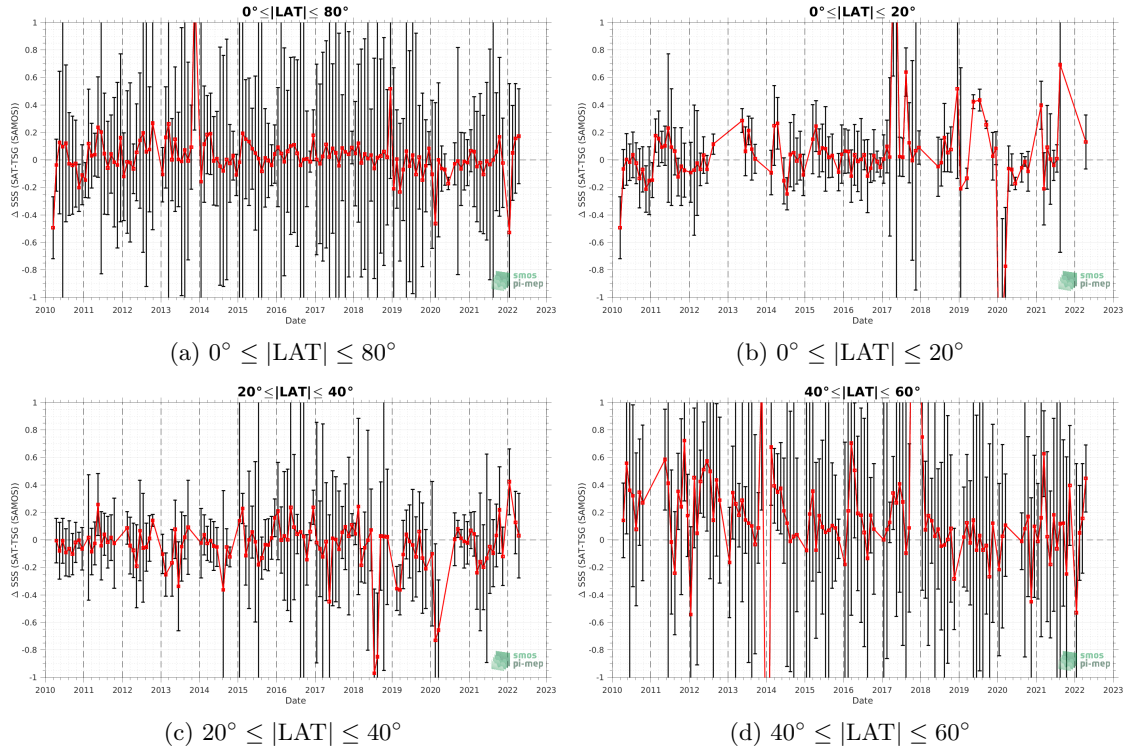 0°≤|LAT|≤ 80°
Δ SSS (SAT-TSG (SAMOS))
1
0.8
0.6
0.4
0.2
0
-0.2
-0.4
-0.6
-0.8
-1
2010 2011 2012 2013 2014 2015 2016 2017 2018 2019 2020 2021 2022 2023
Date
smos
pi-mep
(a) 0° ≤ |LAT| ≤ 80°
0°≤|LAT|≤ 20°
Δ SSS (SAT-TSG (SAMOS))
1
0.8
0.6
0.4
0.2
0
-0.2
-0.4
-0.6
-0.8
-1
2010 2011 2012 2013 2014 2015 2016 2017 2018 2019 2020 2021 2022 2023
Date
smos
pi-mep
(b) 0° ≤ |LAT| ≤ 20°
20°≤|LAT|≤ 40°
Δ SSS (SAT-TSG (SAMOS))
1
0.8
0.6
0.4
0.2
0
-0.2
-0.4
-0.6
-0.8
-1
2010 2011 2012 2013 2014 2015 2016 2017 2018 2019 2020 2021 2022 2023
Date
smos
pi-mep
(c) 20° ≤ |LAT| ≤ 40°
40°≤|LAT|≤ 60°
Δ SSS (SAT-TSG (SAMOS))
1
0.8
0.6
0.4
0.2
0
-0.2
-0.4
-0.6
-0.8
-1
2010 2011 2012 2013 2014 2015 2016 2017 2018 2019 2020 2021 2022 2023
Date
smos
pi-mep
(d) 40° ≤ |LAT| ≤ 60°